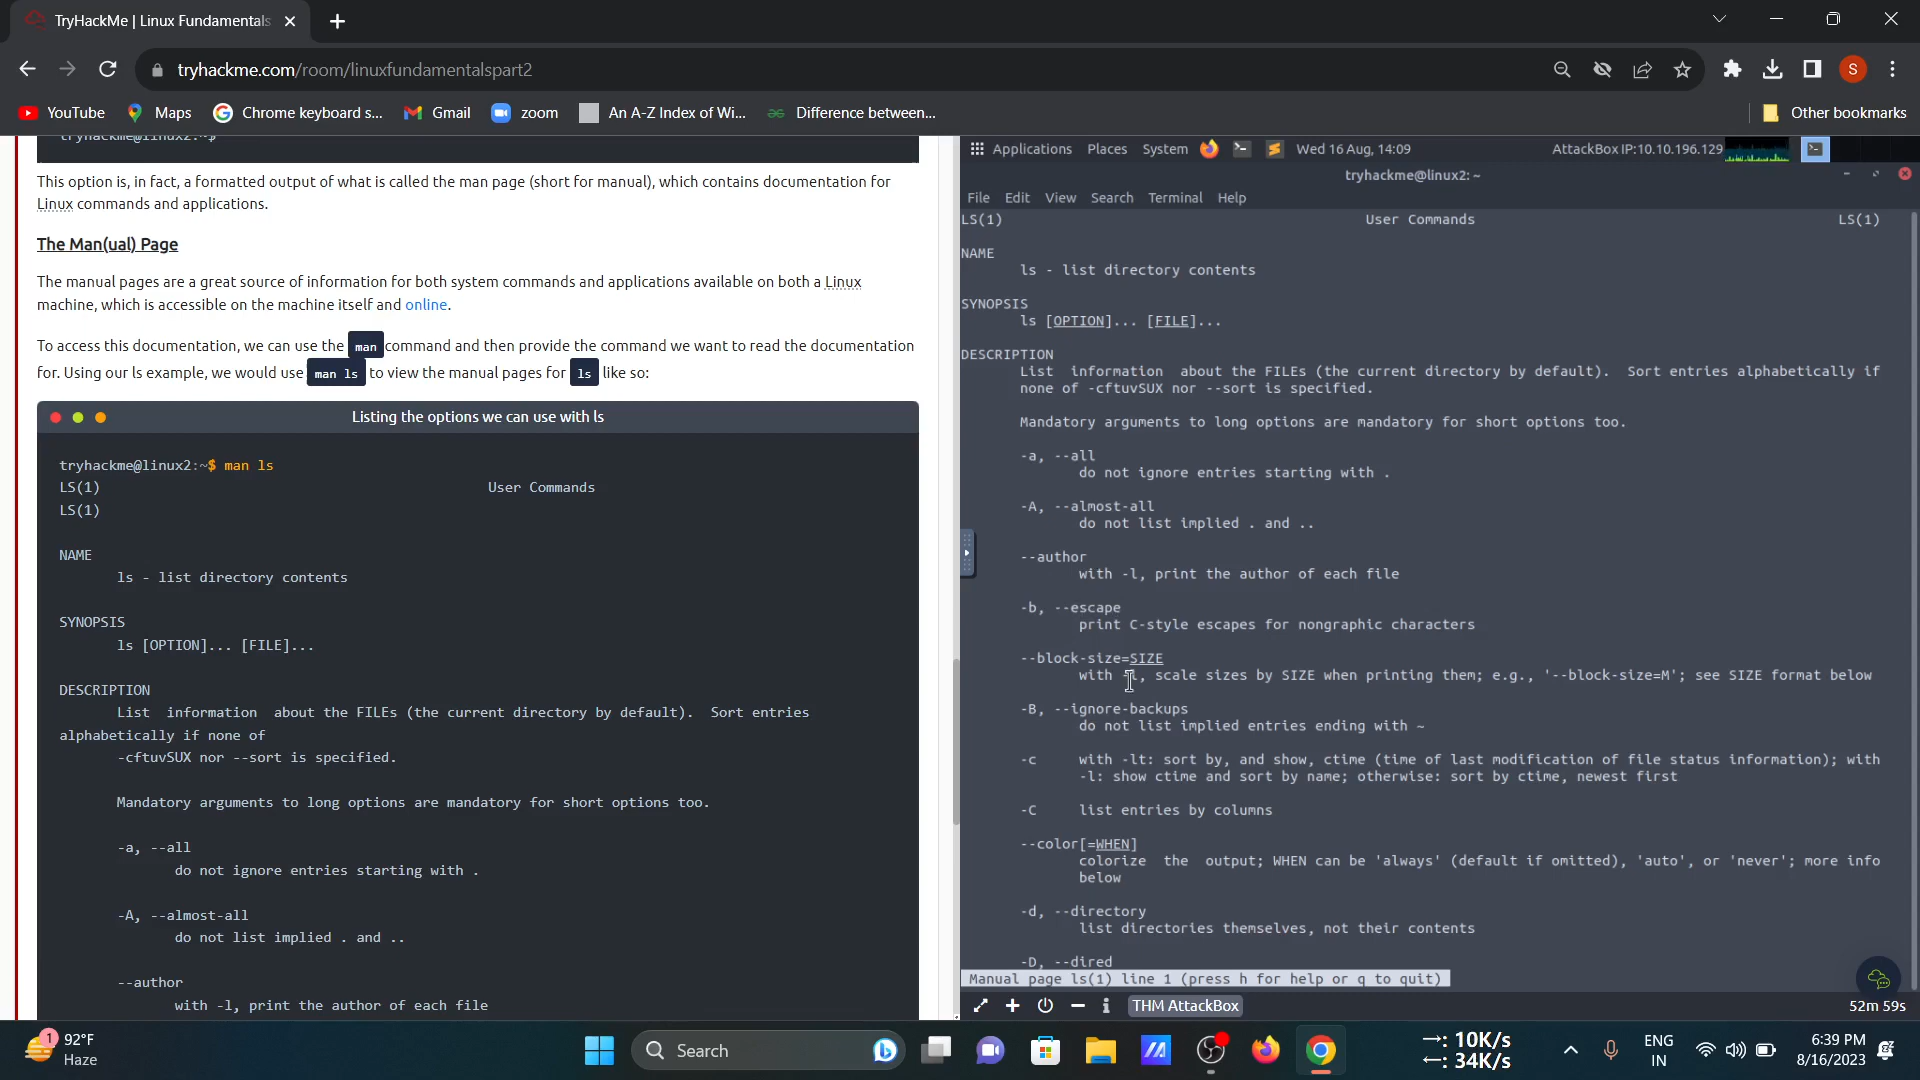 TryHackMe | Linux Fundamentals
tryhackme.com/room/linuxfundamentalspart2
S
YouTube
Maps
Chrome keyboard s...
Gmail
zoom
An A-Z Index of Wi...
Difference between...
Other bookmarks
tryhackme@linux2:~$
This option is, in fact, a formatted output of what is called the man page (short for manual), which contains documentation for
Linux commands and applications.
The Man(ual) Page
The manual pages are a great source of information for both system commands and applications available on both a Linux
machine, which is accessible on the machine itself and online.
To access this documentation, we can use the man command and then provide the command we want to read the documentation
for. Using our ls example, we would use man ls to view the manual pages for ls like so:
Listing the options we can use with ls
tryhackme@linux2:~$ man ls
LS(1) User Commands
LS(1)
NAME
ls - list directory contents
SYNOPSIS
ls [OPTION]... [FILE]...
DESCRIPTION
List information about the FILEs (the current directory by default). Sort entries
alphabetically if none of
-cftuvSUX nor --sort is specified.
Mandatory arguments to long options are mandatory for short options too.
-a, --all
do not ignore entries starting with .
-A, --almost-all
do not list implied . and ..
--author
with -l, print the author of each file
Applications Places System Wed 16 Aug, 14:09 AttackBox IP:10.10.196.129
tryhackme@linux2: ~
File Edit View Search Terminal Help
LS(1) User Commands LS(1)
NAME
ls - list directory contents
SYNOPSIS
ls [OPTION]... [FILE]...
DESCRIPTION
List information about the FILEs (the current directory by default). Sort entries alphabetically if
none of -cftuvSUX nor --sort is specified.
Mandatory arguments to long options are mandatory for short options too.
-a, --all
do not ignore entries starting with .
-A, --almost-all
do not list implied . and ..
--author
with -l, print the author of each file
-b, --escape
print C-style escapes for nongraphic characters
--block-size=SIZE
with -l, scale sizes by SIZE when printing them; e.g., '--block-size=M'; see SIZE format below
-B, --ignore-backups
do not list implied entries ending with ~
-c with -lt: sort by, and show, ctime (time of last modification of file status information); with
-l: show ctime and sort by name; otherwise: sort by ctime, newest first
-C list entries by columns
--color[=WHEN]
colorize the output; WHEN can be 'always' (default if omitted), 'auto', or 'never'; more info
below
-d, --directory
list directories themselves, not their contents
-D, --dired
Manual page ls(1) line 1 (press h for help or q to quit)
THM AttackBox
52m 59s
1
92°F
Haze
Search
10K/s
34K/s
ENG
IN
6:39 PM
8/16/2023